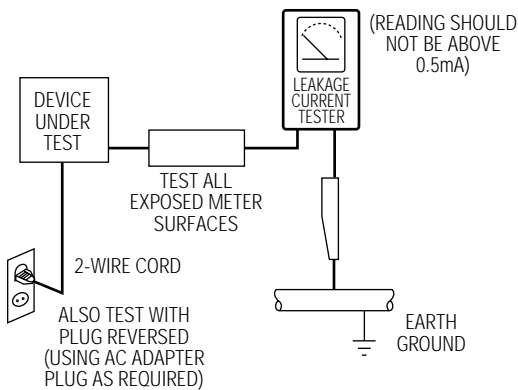 (READING SHOULD
NOT BE ABOVE
0.5mA)
LEAKAGE
CURRENT
TESTER
DEVICE
UNDER
TEST
TEST ALL
EXPOSED METER
SURFACES
2-WIRE CORD
ALSO TEST WITH
PLUG REVERSED
(USING AC ADAPTER
PLUG AS REQUIRED)
EARTH
GROUND